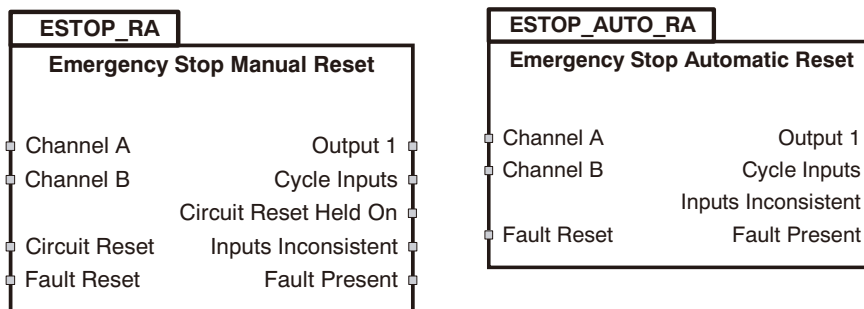 ESTOP_RA
Emergency Stop Manual Reset
Channel A Output 1
Channel B Cycle Inputs
Circuit Reset Held On
Circuit Reset Inputs Inconsistent
Fault Reset Fault Present
ESTOP_AUTO_RA
Emergency Stop Automatic Reset
Channel A Output 1
Channel B Cycle Inputs
Inputs Inconsistent
Fault Reset Fault Present